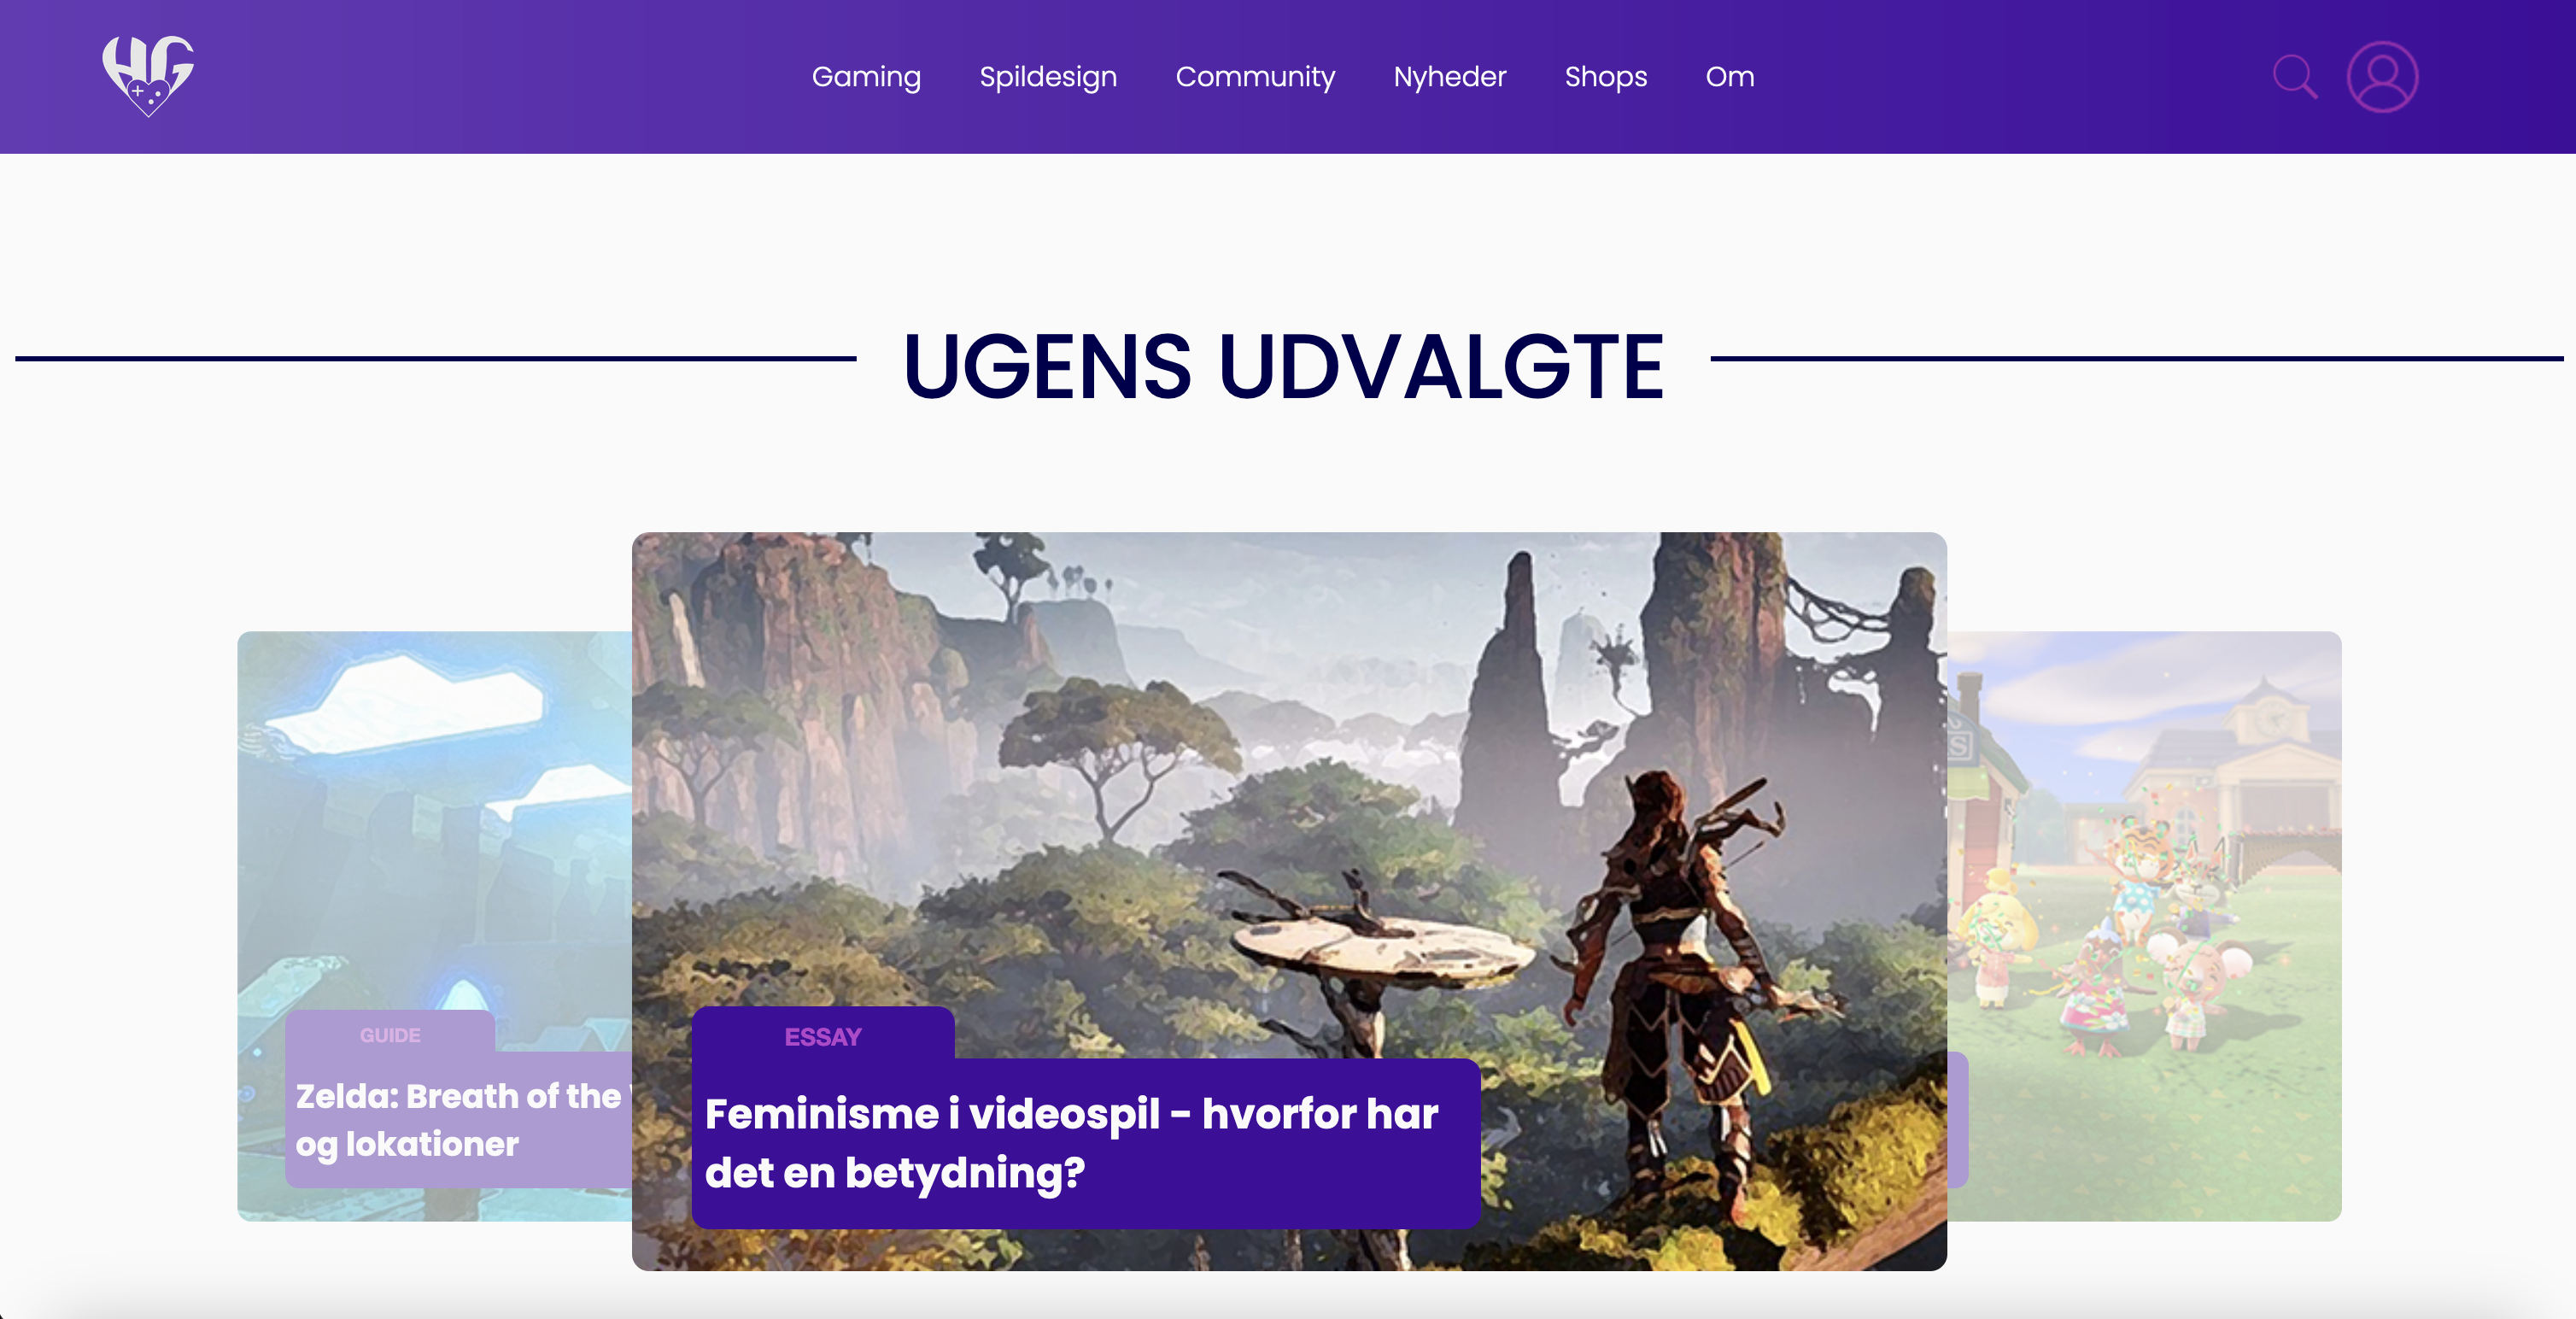 HG
Gaming Spildesign Community Nyheder Shops Om
UGENS UDVALGTE
GUIDE
Zelda: Breath of the
og lokationer
ESSAY
Feminisme i videospil - hvorfor har
det en betydning?